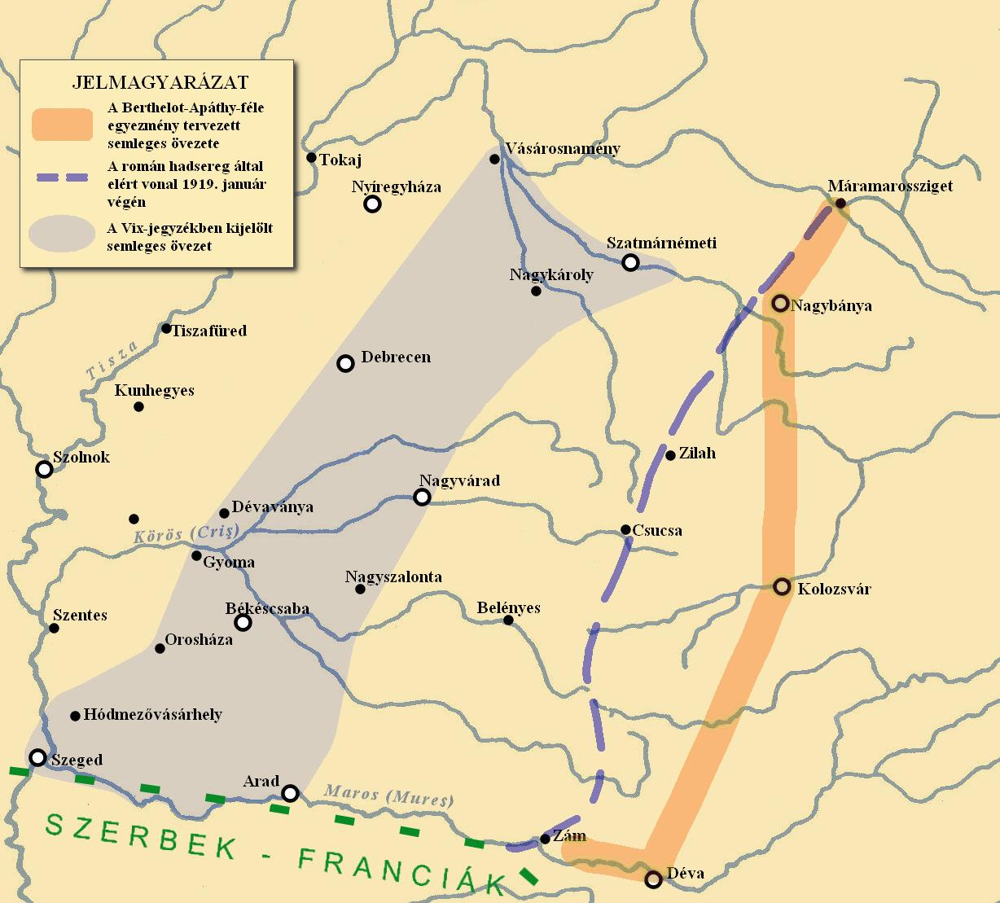 JELMAGYARÁZAT
A Berthelot-Apáthy-féle
egyezmény tervezett
semleges övezete
A román hadsereg által
elért vonal 1919. január
végén
A Vix-jegyzékben kijelölt
semleges övezet
Vásárosnamény
Tokaj
Nyíregyháza
Máramarossziget
Szatmárnémeti
Nagykároly
Nagybánya
Tiszafüred
Tisza
Debrecen
Kunhegyes
Szolnok
Zilah
Nagyvárad
Dévaványa
Körös (Criş)
Csucsa
Gyoma
Nagyszalonta
Kolozsvár
Békéscsaba
Belényes
Szentes
Orosháza
Hódmezővásárhely
Szeged
Arad
Maros (Mureş)
SZERBEK - FRANCIÁK
Zám
Déva